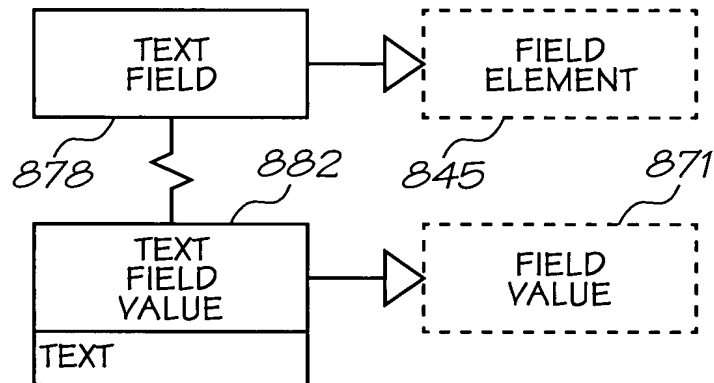 TEXT
FIELD
FIELD
ELEMENT
878
882
845
871
TEXT
FIELD
VALUE
FIELD
VALUE
TEXT